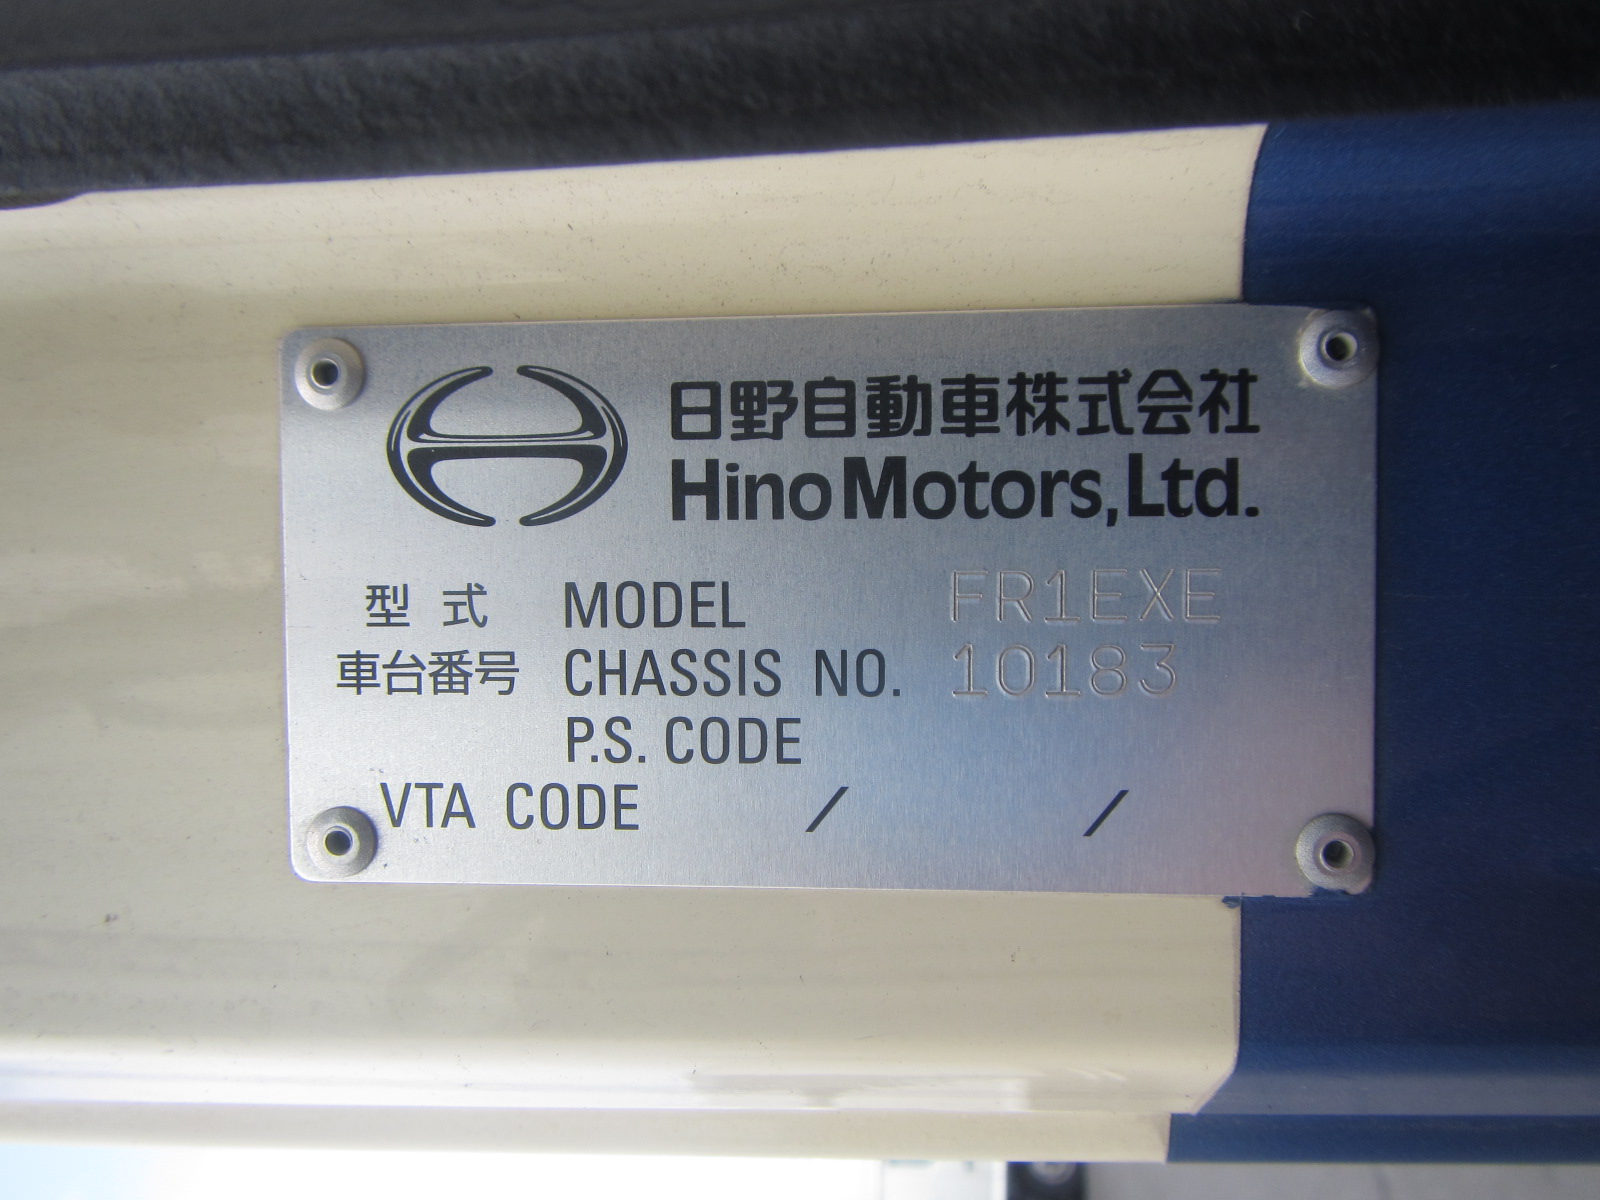 日野自動車株式会社
Hino Motors, Ltd.
型 式 MODEL FR1EXE
車台番号 CHASSIS NO. 10183
P.S. CODE
VTA CODE / /